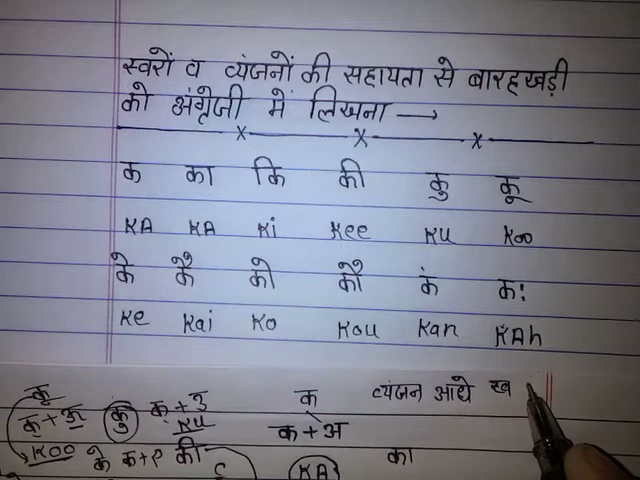 स्वरों व व्यंजनों की सहायता से बारहखड़ी
को अंग्रेजी में लिखना →
क का कि की कु कू
KA KA Ki Kee Ku Koo
के कै को कौ कं कः
Ke Kai Ko Kou Kan KAh
कू कु क+उ क व्यंजन आधे ख
क+ऊ KU क+अ
KOO के क+ए की KA का